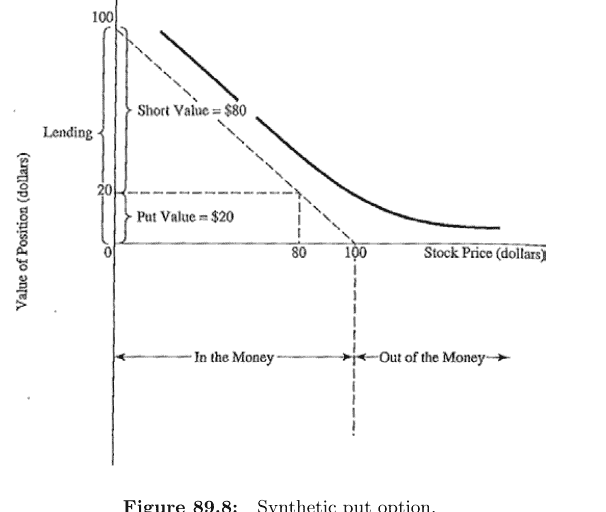 100
Short Value = $80
Lending
20
Put Value = $20
Value of Position (dollars)
0
80
100
Stock Price (dollars)
In the Money
Out of the Money
Figure 89.8: Synthetic put option.